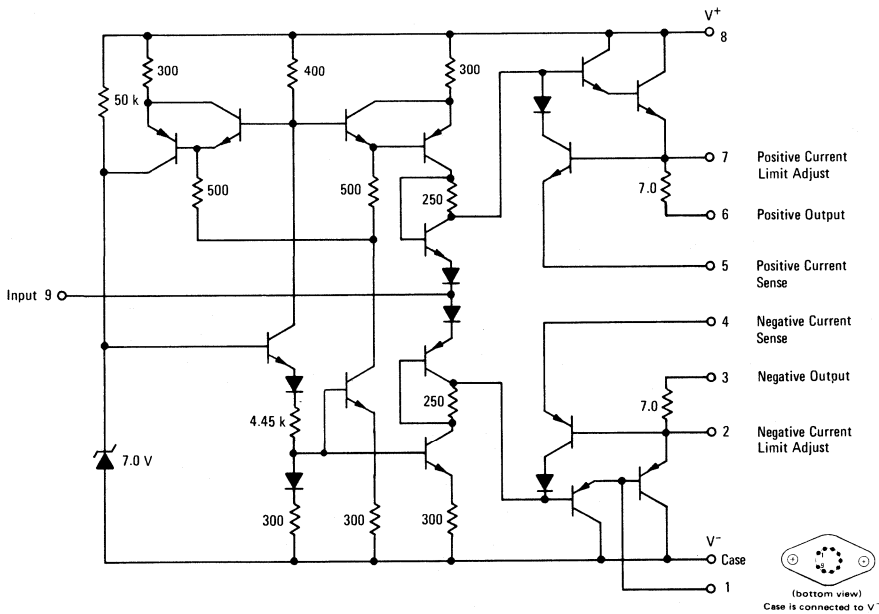 V+
8
300
400
300
50 k
500
500
250
7.0
7 Positive Current
Limit Adjust
6 Positive Output
5 Positive Current
Sense
Input 9
4 Negative Current
Sense
3 Negative Output
7.0
2 Negative Current
Limit Adjust
250
4.45 k
7.0 V
300
300
300
V−
Case
1
1
9
(bottom view)
Case is connected to V−